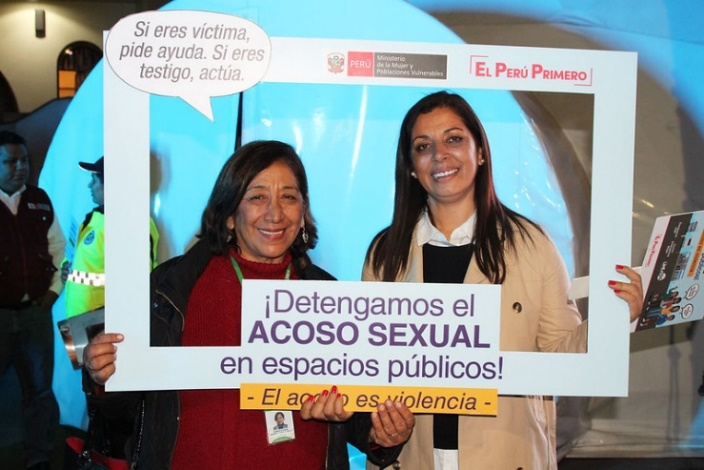 Si eres víctima,
pide ayuda. Si eres
testigo, actúa.
PERÚ
Ministerio
de la Mujer y
Poblaciones Vulnerables
EL PERÚ PRIMERO
¡Detengamos el
ACOSO SEXUAL
en espacios públicos!
- El acoso es violencia -